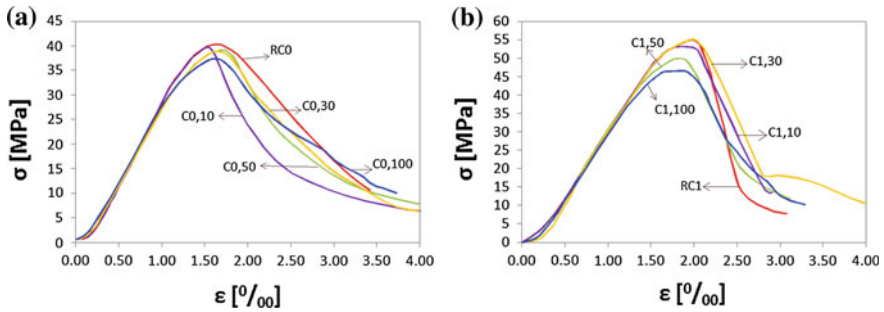 (a)
σ [MPa]
45
40
35
30
25
20
15
10
5
0
RC0
C0,10
C0,30
C0,50
C0,100
0.00 0.50 1.00 1.50 2.00 2.50 3.00 3.50 4.00
ε [⁰/₀₀]
(b)
σ [MPa]
60
55
50
45
40
35
30
25
20
15
10
5
0
C1,50
C1,30
C1,100
C1,10
RC1
0.00 0.50 1.00 1.50 2.00 2.50 3.00 3.50 4.00
ε [⁰/₀₀]